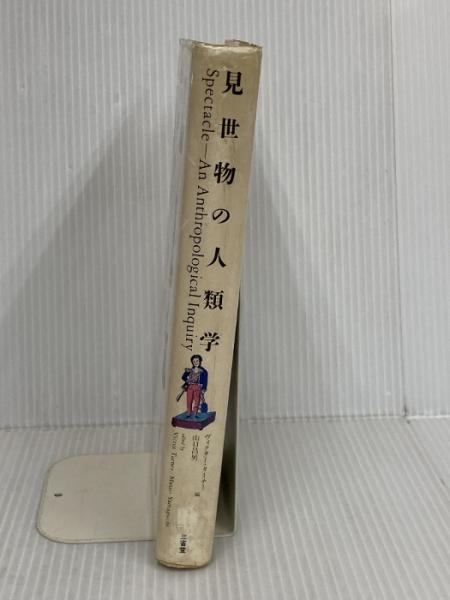 見世物の人類学
Spectacle—An Anthropological Inquiry
ヴィクター・ターナー
山口昌男
編
Victor Turner, Masao Yamaguchi
三省堂